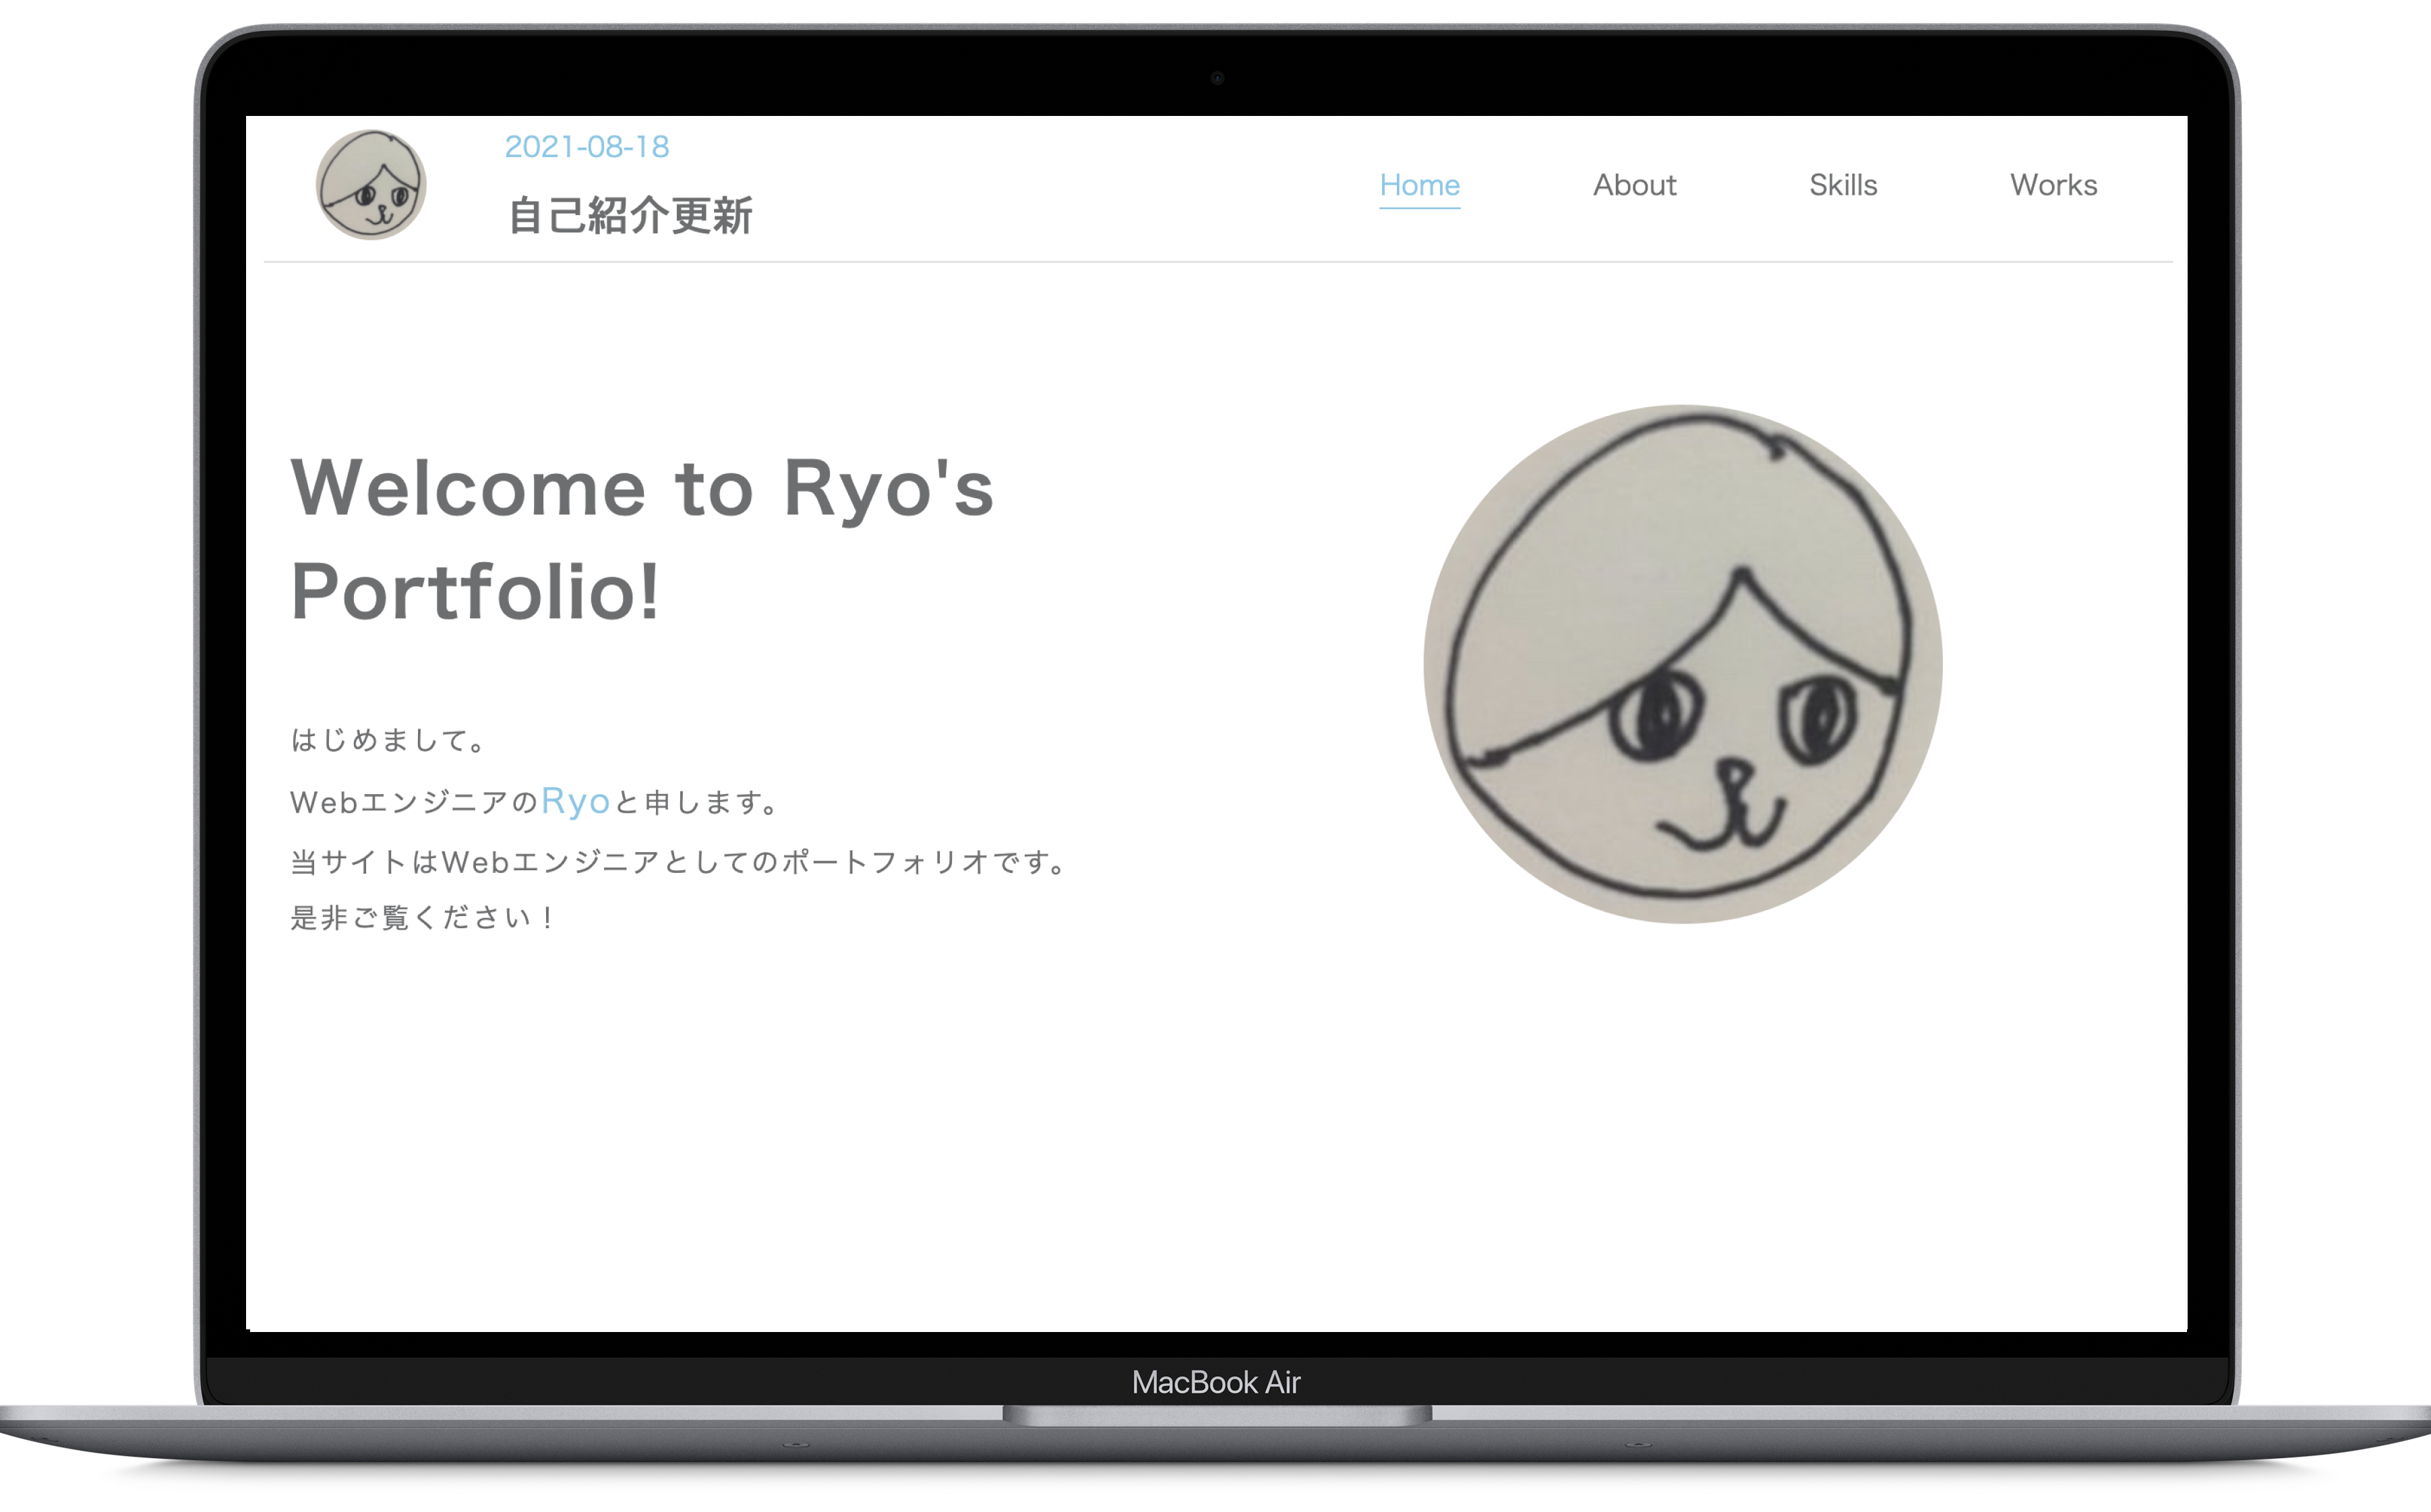 2021-08-18
自己紹介更新
Home About Skills Works
Welcome to Ryo's
Portfolio!
はじめまして。
WebエンジニアのRyoと申します。
当サイトはWebエンジニアとしてのポートフォリオです。
是非ご覧ください！
MacBook Air